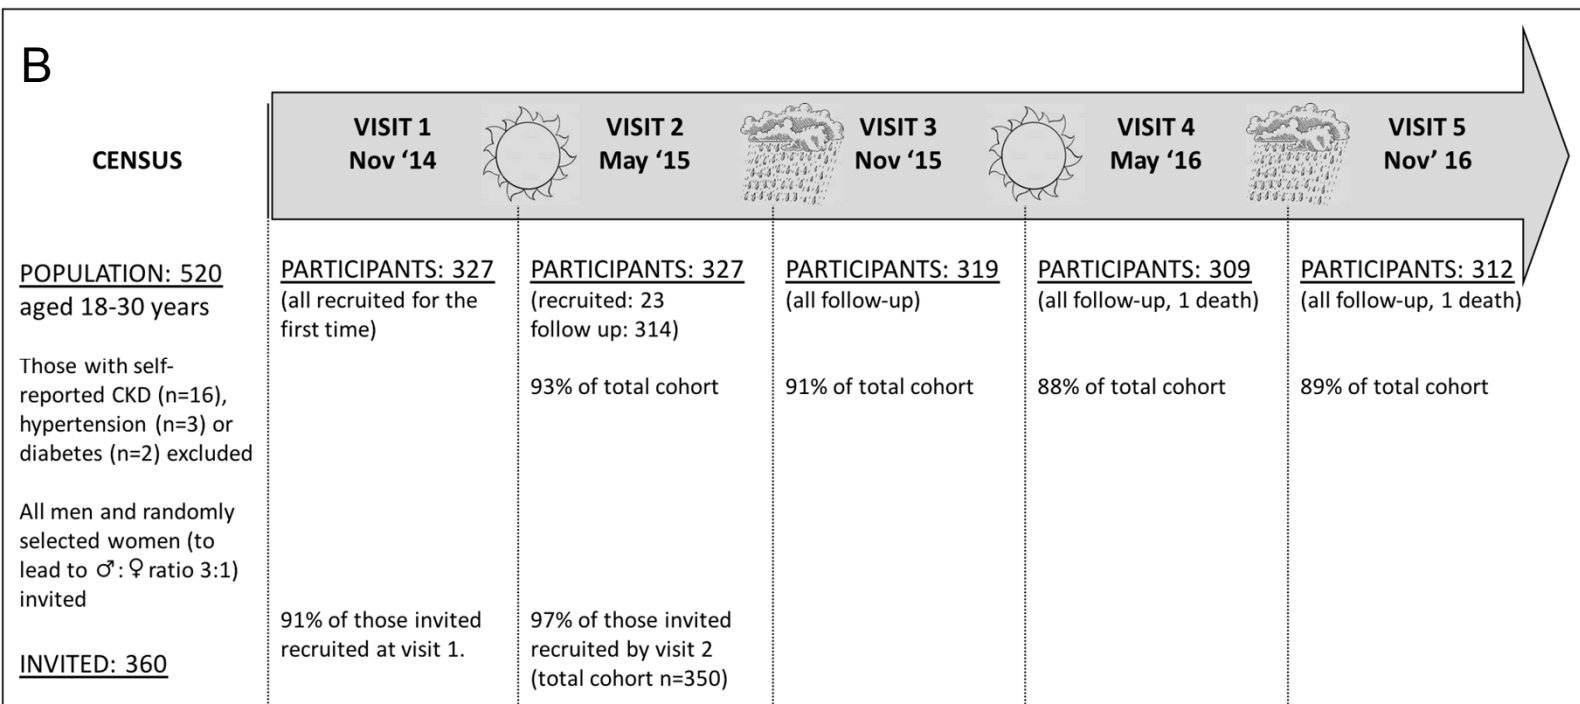 B
CENSUS
VISIT 1
Nov ‘14
VISIT 2
May ‘15
VISIT 3
Nov ‘15
VISIT 4
May ‘16
VISIT 5
Nov’ 16
POPULATION: 520
aged 18-30 years
Those with self-
reported CKD (n=16),
hypertension (n=3) or
diabetes (n=2) excluded
All men and randomly
selected women (to
lead to ♂:♀ ratio 3:1)
invited
INVITED: 360
PARTICIPANTS: 327
(all recruited for the
first time)
91% of those invited
recruited at visit 1.
PARTICIPANTS: 327
(recruited: 23
follow up: 314)
93% of total cohort
97% of those invited
recruited by visit 2
(total cohort n=350)
PARTICIPANTS: 319
(all follow-up)
91% of total cohort
PARTICIPANTS: 309
(all follow-up, 1 death)
88% of total cohort
PARTICIPANTS: 312
(all follow-up, 1 death)
89% of total cohort